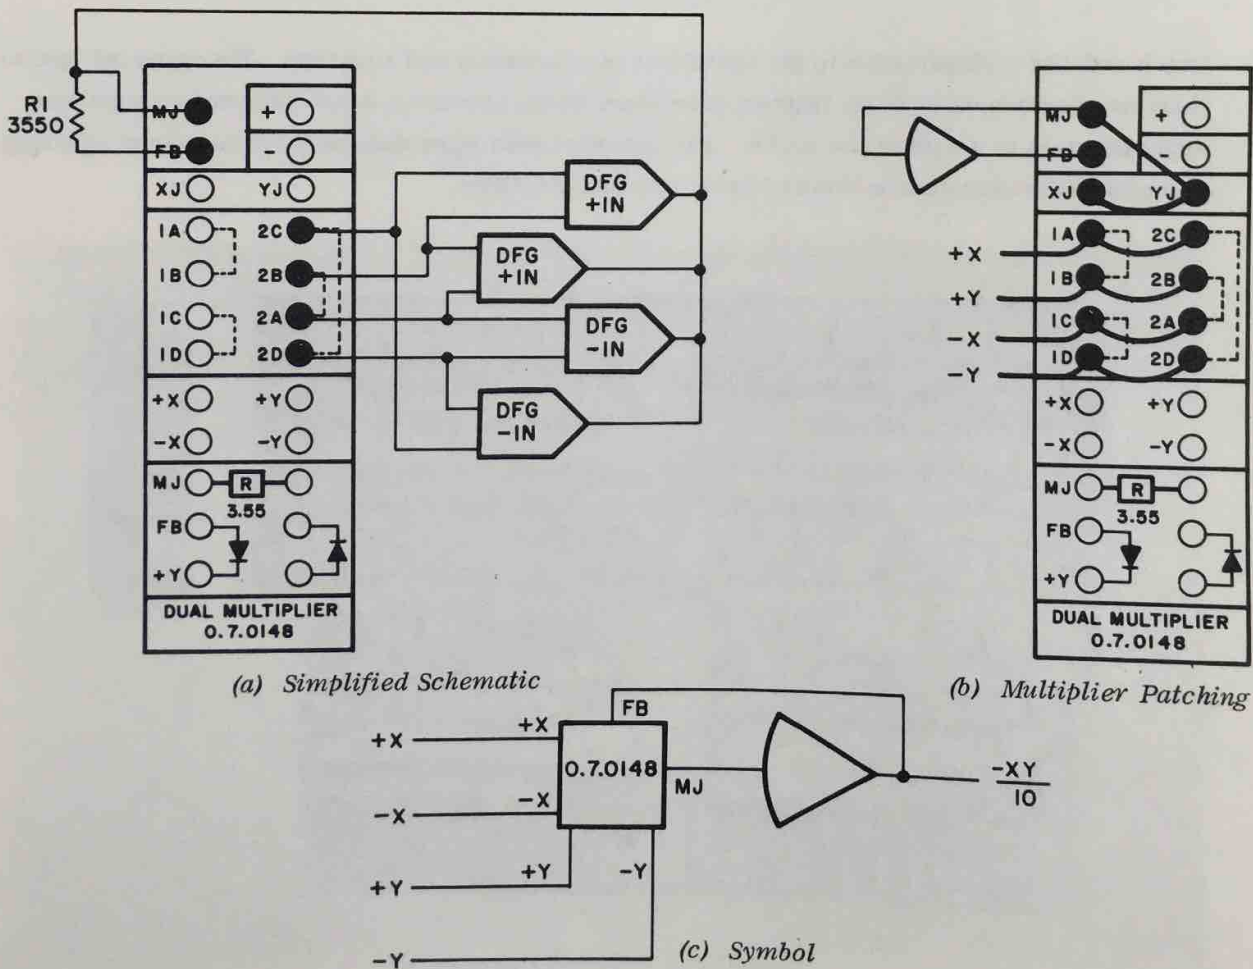 R1
3550
MJ
+
FB
-
XJ YJ
1A 2C
1B 2B
1C 2A
1D 2D
+X +Y
-X -Y
MJ R
3.55
FB
+Y
DUAL MULTIPLIER
0.7.0148
DFG
+IN
DFG
+IN
DFG
-IN
DFG
-IN
(a) Simplified Schematic
+X
+Y
-X
-Y
MJ
+
FB
-
XJ YJ
1A 2C
1B 2B
1C 2A
1D 2D
+X +Y
-X -Y
MJ R
3.55
FB
+Y
DUAL MULTIPLIER
0.7.0148
(b) Multiplier Patching
FB
+X +X
0.7.0148
MJ
-X -X
+Y +Y -Y
-Y
-XY
10
(c) Symbol